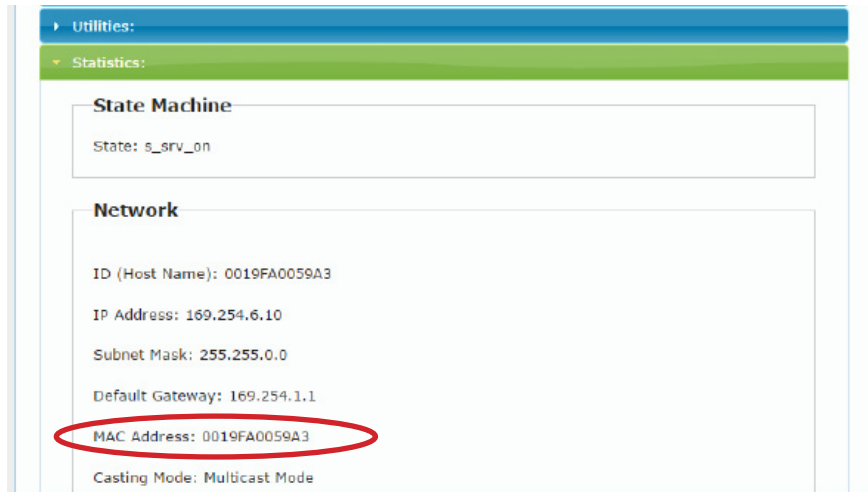 Utilities:
Statistics:
State Machine
State: s_srv_on
Network
ID (Host Name): 0019FA0059A3
IP Address: 169.254.6.10
Subnet Mask: 255.255.0.0
Default Gateway: 169.254.1.1
MAC Address: 0019FA0059A3
Casting Mode: Multicast Mode